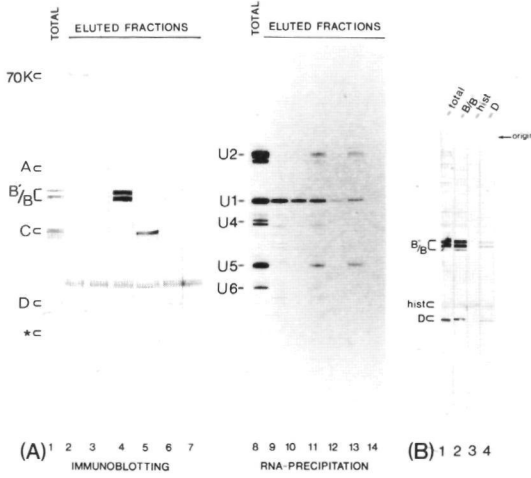 TOTAL
ELUTED FRACTIONS
70K
A
B'/B
C
D
*
(A) 1 2 3 4 5 6 7
IMMUNOBLOTTING
TOTAL
ELUTED FRACTIONS
U2-
U1-
U4-
U5-
U6-
8 9 10 11 12 13 14
RNA-PRECIPITATION
- total
- B'/B
- hist
- D
B'/B
hist
D
(B) - 1 2 3 4